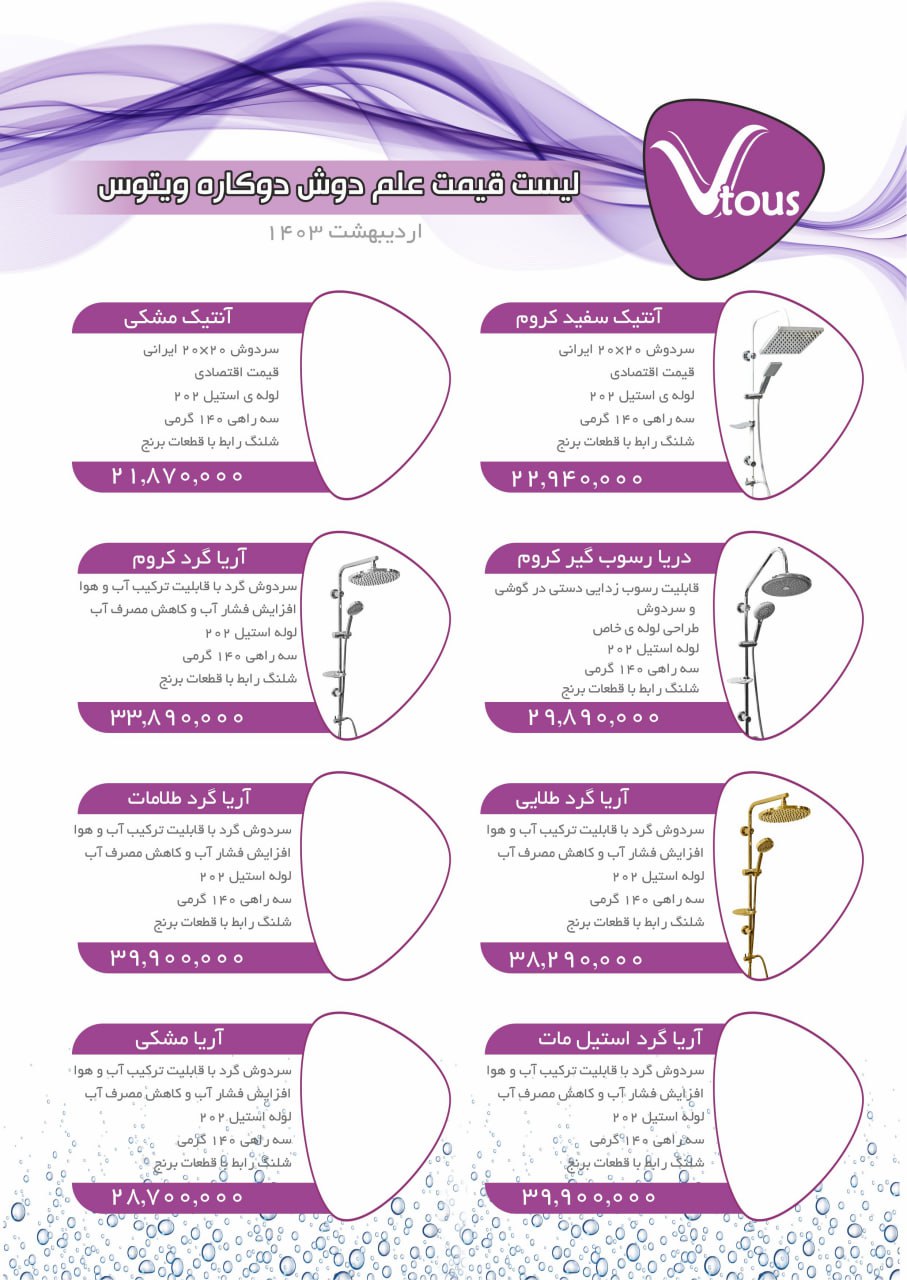 Vtous
لیست قیمت علم دوش دوکاره ویتوس
اردیبهشت ۱۴۰۳
آنتیک سفید کروم
سردوش ۲۰×۲۰ ایرانی
قیمت اقتصادی
لوله ی استیل ۲۰۲
سه راهی ۱۴۰ گرمی
شلنگ رابط با قطعات برنج
۲۲,۹۴۰,۰۰۰
آنتیک مشکی
سردوش ۲۰×۲۰ ایرانی
قیمت اقتصادی
لوله ی استیل ۲۰۲
سه راهی ۱۴۰ گرمی
شلنگ رابط با قطعات برنج
۲۱,۸۷۰,۰۰۰
دریا رسوب گیر کروم
قابلیت رسوب زدایی دستی در گوشی
و سردوش
طراحی لوله ی خاص
لوله استیل ۲۰۲
سه راهی ۱۴۰ گرمی
شلنگ رابط با قطعات برنج
۲۹,۸۹۰,۰۰۰
آریا گرد کروم
سردوش گرد با قابلیت ترکیب آب و هوا
افزایش فشار آب و کاهش مصرف آب
لوله استیل ۲۰۲
سه راهی ۱۴۰ گرمی
شلنگ رابط با قطعات برنج
۳۳,۸۹۰,۰۰۰
آریا گرد طلایی
سردوش گرد با قابلیت ترکیب آب و هوا
افزایش فشار آب و کاهش مصرف آب
لوله استیل ۲۰۲
سه راهی ۱۴۰ گرمی
شلنگ رابط با قطعات برنج
۳۸,۲۹۰,۰۰۰
آریا گرد طلامات
سردوش گرد با قابلیت ترکیب آب و هوا
افزایش فشار آب و کاهش مصرف آب
لوله استیل ۲۰۲
سه راهی ۱۴۰ گرمی
شلنگ رابط با قطعات برنج
۳۹,۹۰۰,۰۰۰
آریا گرد استیل مات
سردوش گرد با قابلیت ترکیب آب و هوا
افزایش فشار آب و کاهش مصرف آب
لوله استیل ۲۰۲
سه راهی ۱۴۰ گرمی
شلنگ رابط با قطعات برنج
۳۹,۹۰۰,۰۰۰
آریا مشکی
سردوش گرد با قابلیت ترکیب آب و هوا
افزایش فشار آب و کاهش مصرف آب
لوله استیل ۲۰۲
سه راهی ۱۴۰ گرمی
شلنگ رابط با قطعات برنج
۲۸,۷۰۰,۰۰۰